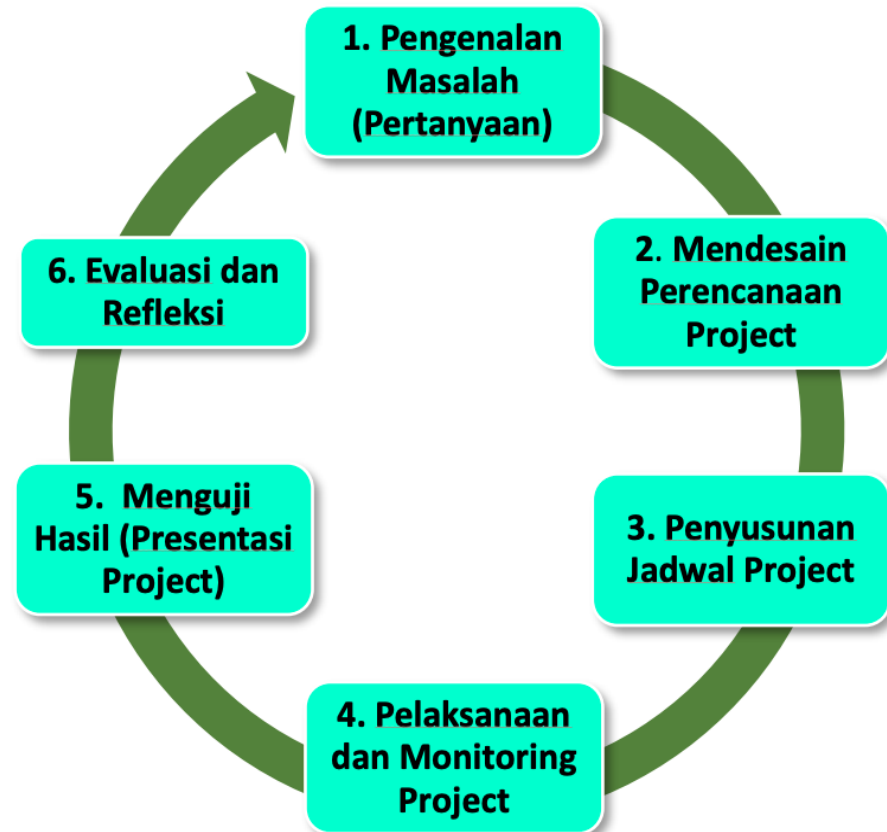 1. Pengenalan
Masalah
(Pertanyaan)
2. Mendesain
Perencanaan
Project
3. Penyusunan
Jadwal Project
4. Pelaksanaan
dan Monitoring
Project
5. Menguji
Hasil (Presentasi
Project)
6. Evaluasi dan
Refleksi